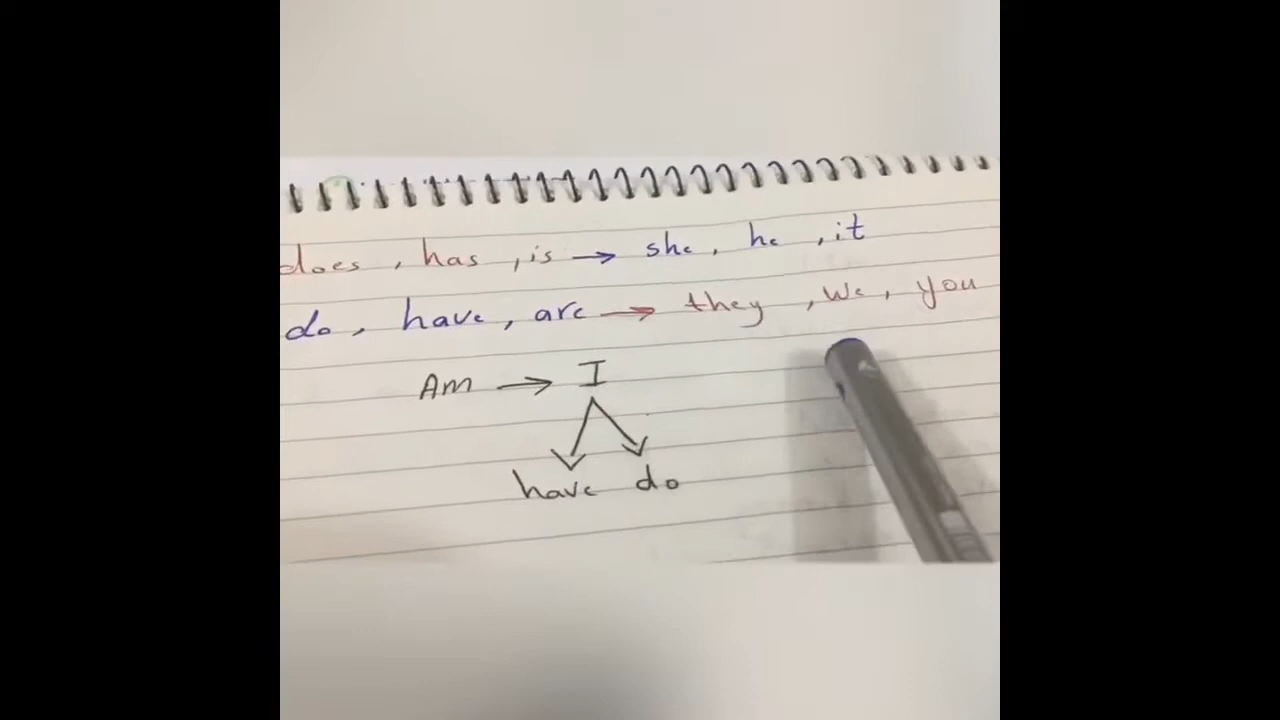 does, has, is → she, he, it
do, have, are → they, we, you
Am → I
have do